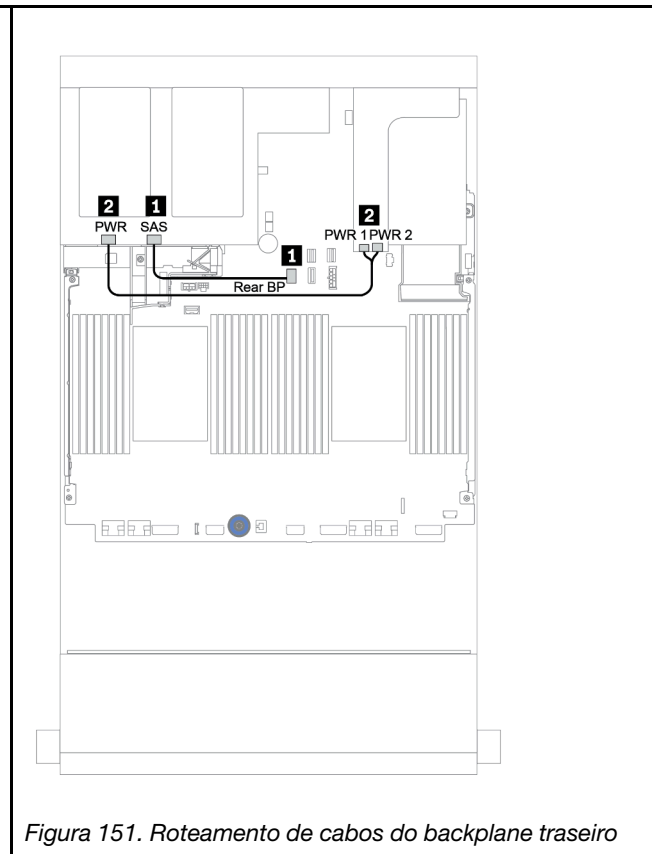 2 1 2
PWR SAS PWR 1 PWR 2
1
Rear BP
Figura 151. Roteamento de cabos do backplane traseiro